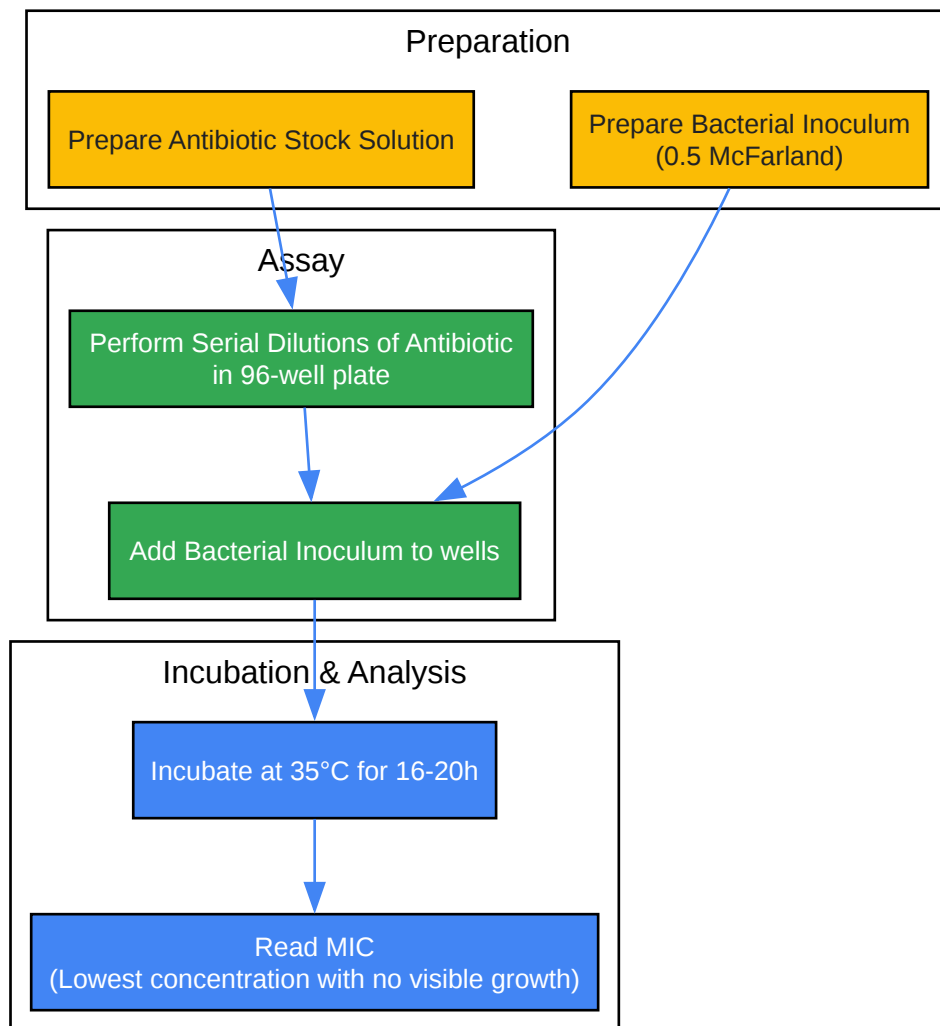 Preparation
Prepare Antibiotic Stock Solution
Prepare Bacterial Inoculum
(0.5 McFarland)
Assay
Perform Serial Dilutions of Antibiotic
in 96-well plate
Add Bacterial Inoculum to wells
Incubation & Analysis
Incubate at 35°C for 16-20h
Read MIC
(Lowest concentration with no visible growth)